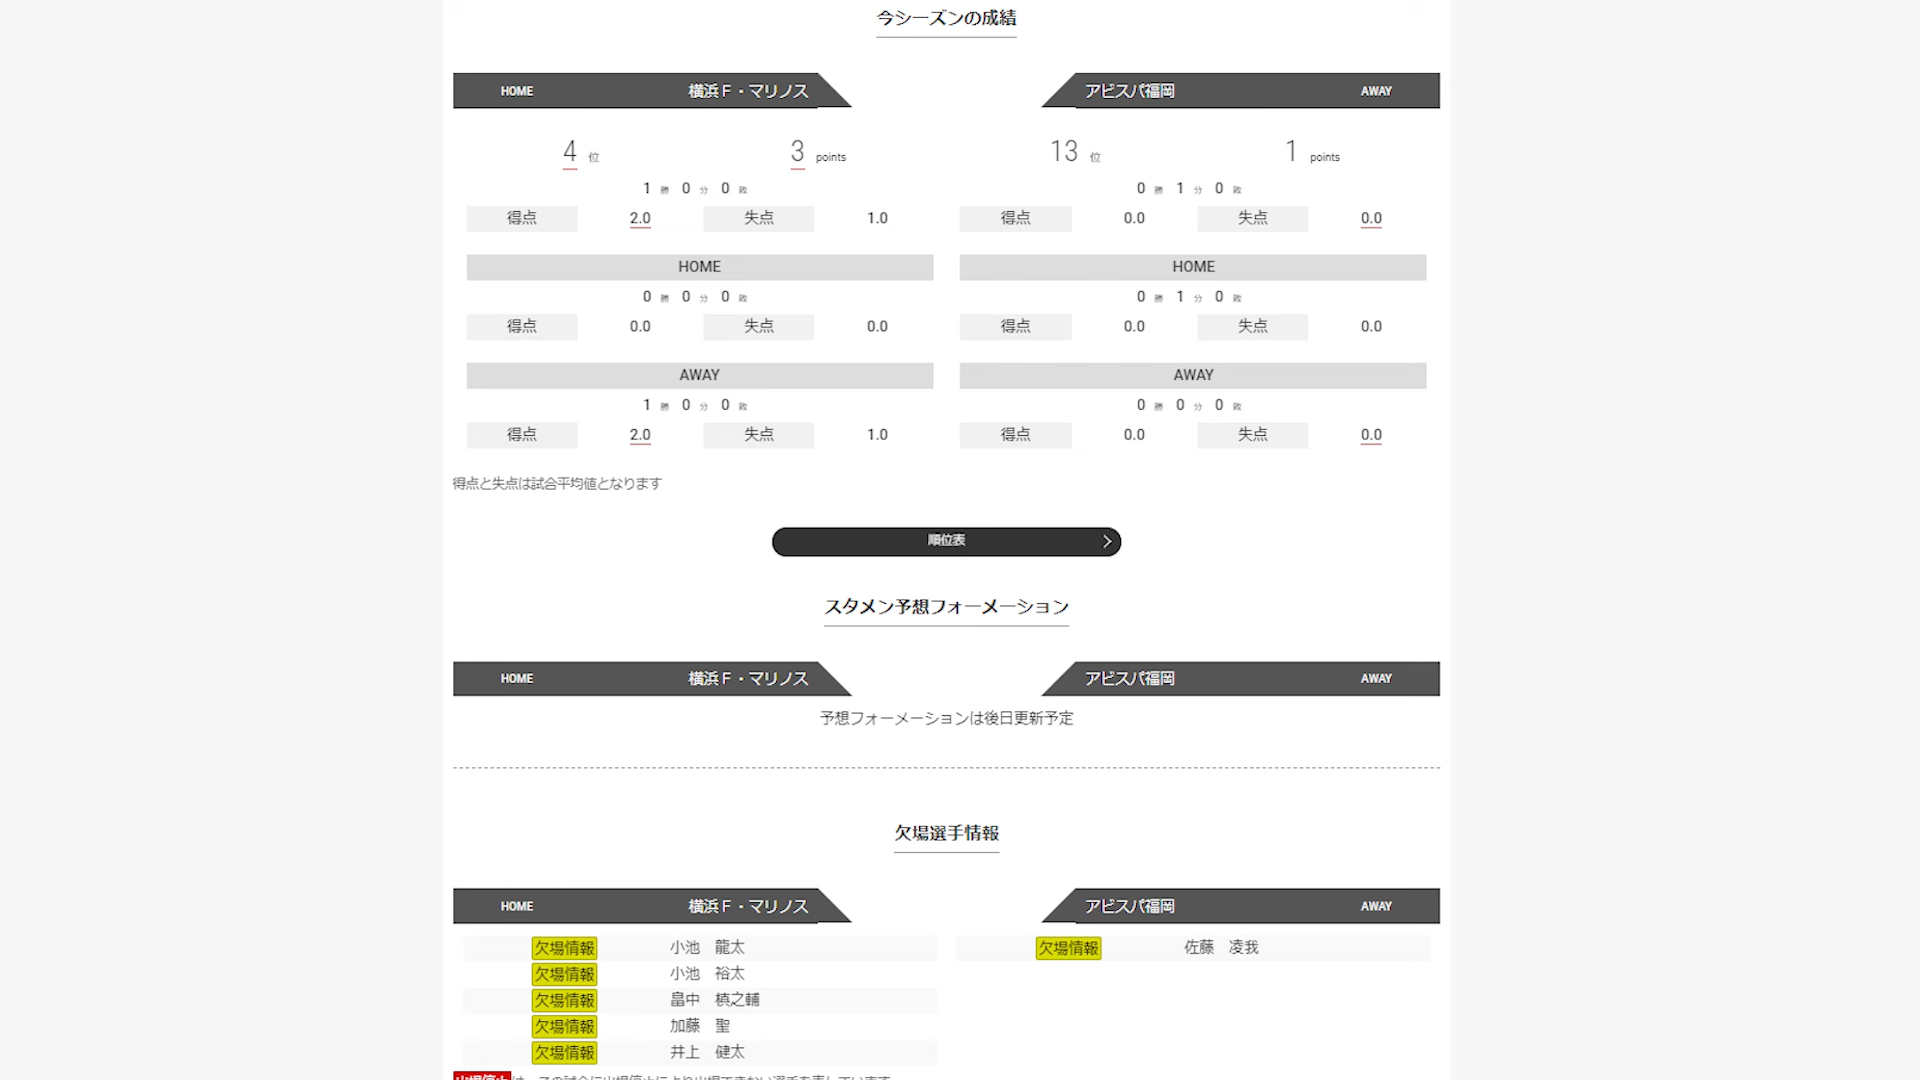 今シーズンの成績
HOME 横浜Ｆ・マリノス アビスパ福岡 AWAY
4 位 3 points 13 位 1 points
1 勝 0 分 0 敗 0 勝 1 分 0 敗
得点 2.0 失点 1.0 得点 0.0 失点 0.0
HOME HOME
0 勝 0 分 0 敗 0 勝 1 分 0 敗
得点 0.0 失点 0.0 得点 0.0 失点 0.0
AWAY AWAY
1 勝 0 分 0 敗 0 勝 0 分 0 敗
得点 2.0 失点 1.0 得点 0.0 失点 0.0
得点と失点は試合平均値となります
順位表
スタメン予想フォーメーション
HOME 横浜Ｆ・マリノス アビスパ福岡 AWAY
予想フォーメーションは後日更新予定
欠場選手情報
HOME 横浜Ｆ・マリノス アビスパ福岡 AWAY
欠場情報 小池　龍太 欠場情報 佐藤　凌我
欠場情報 小池　裕太
欠場情報 畠中　槙之輔
欠場情報 加藤　聖
欠場情報 井上　健太